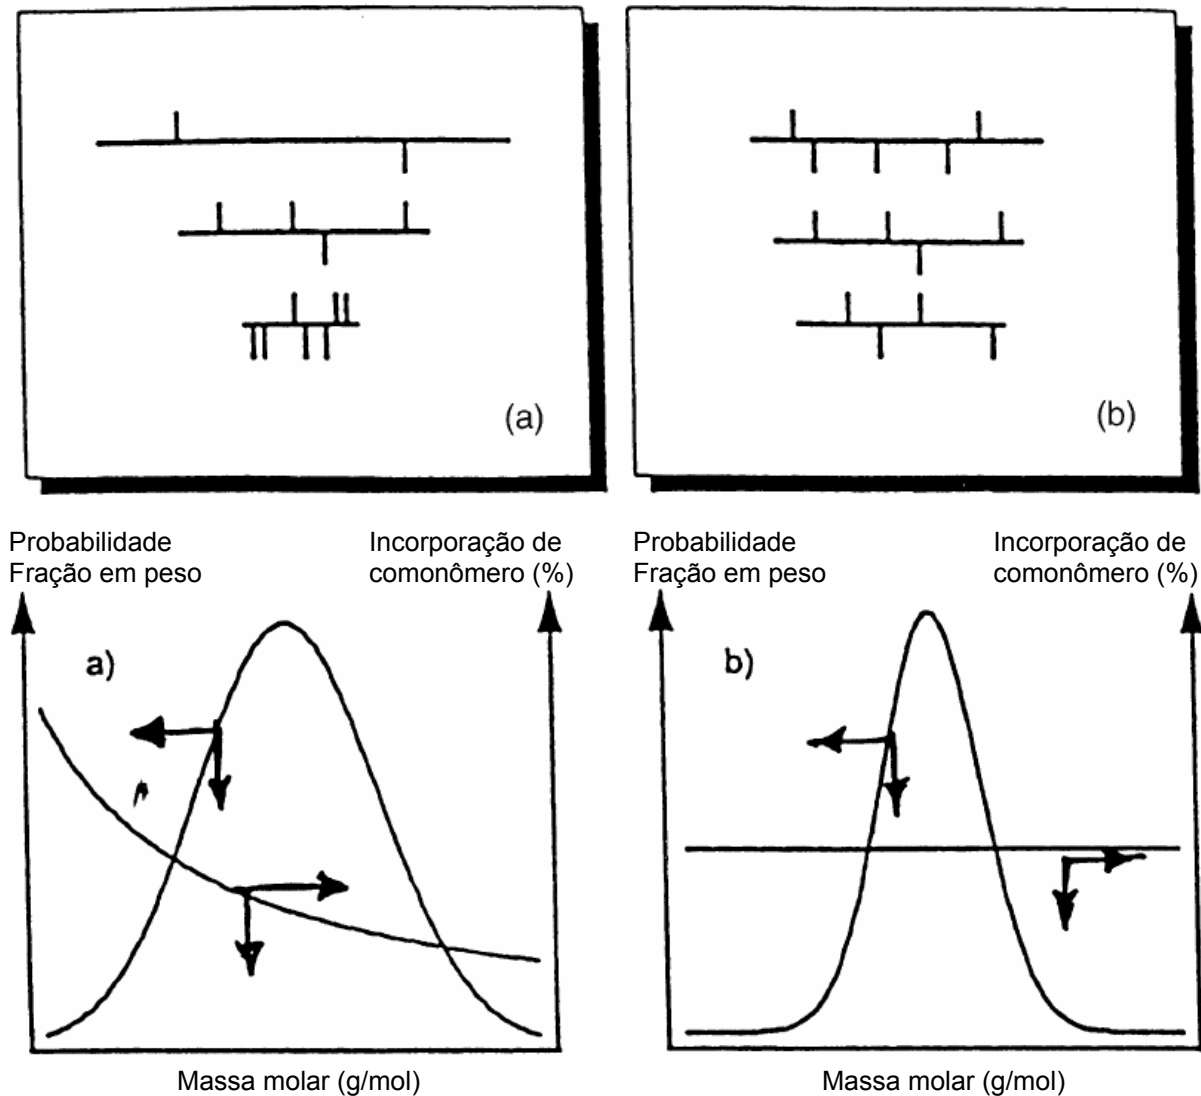 (a)
(b)
Probabilidade
Fração em peso
Incorporação de
comonômero (%)
Probabilidade
Fração em peso
Incorporação de
comonômero (%)
a)
b)
Massa molar (g/mol)
Massa molar (g/mol)